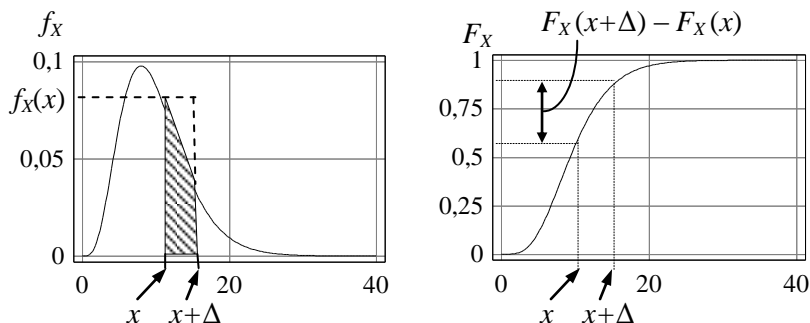 f_X
0,1
f_X(x)
0,05
0
0 20 40
x x+Δ
F_X F_X(x+Δ) – F_X(x)
1
0,75
0,5
0,25
0
0 20 40
x x+Δ